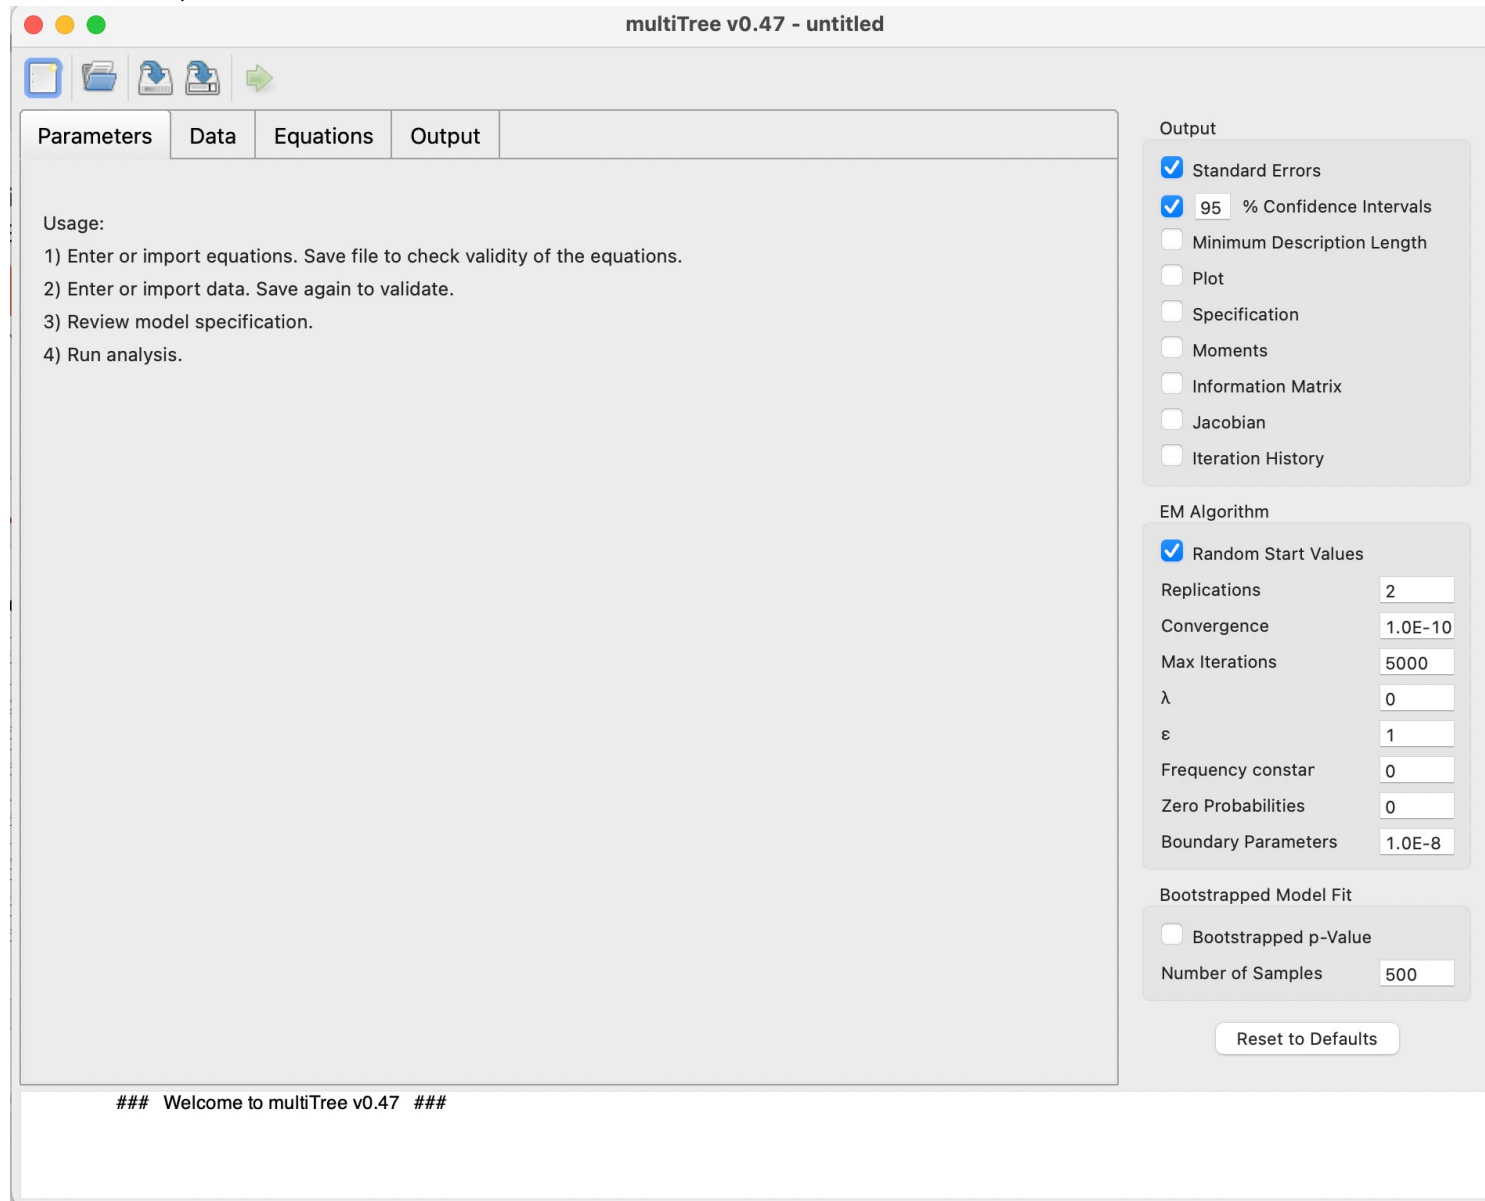 multiTree v0.47 - untitled
Parameters Data Equations Output
Usage:
1) Enter or import equations. Save file to check validity of the equations.
2) Enter or import data. Save again to validate.
3) Review model specification.
4) Run analysis.
Output
Standard Errors
95 % Confidence Intervals
Minimum Description Length
Plot
Specification
Moments
Information Matrix
Jacobian
Iteration History
EM Algorithm
Random Start Values
Replications 2
Convergence 1.0E-10
Max Iterations 5000
λ 0
ε 1
Frequency constar 0
Zero Probabilities 0
Boundary Parameters 1.0E-8
Bootstrapped Model Fit
Bootstrapped p-Value
Number of Samples 500
Reset to Defaults
### Welcome to multiTree v0.47 ###